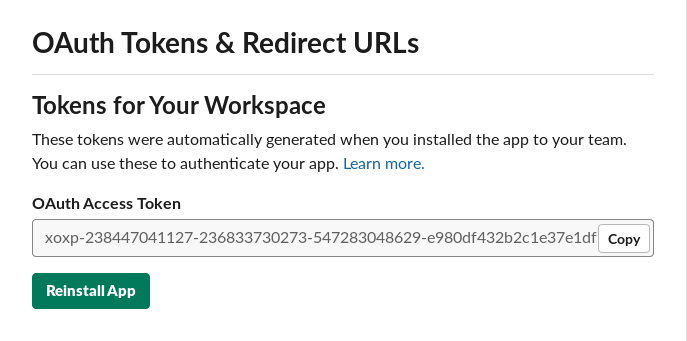 OAuth Tokens & Redirect URLs
Tokens for Your Workspace
These tokens were automatically generated when you installed the app to your team.
You can use these to authenticate your app. Learn more.
OAuth Access Token
xoxp-238447041127-236833730273-547283048629-e980df432b2c1e37e1df Copy
Reinstall App